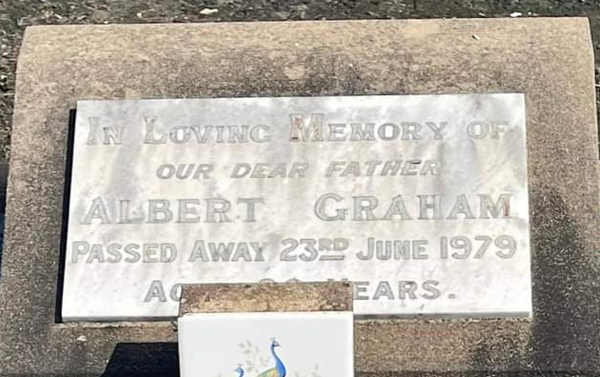 IN LOVING MEMORY OF
OUR DEAR FATHER
ALBERT GRAHAM
PASSED AWAY 23RD JUNE 1979
YEARS.